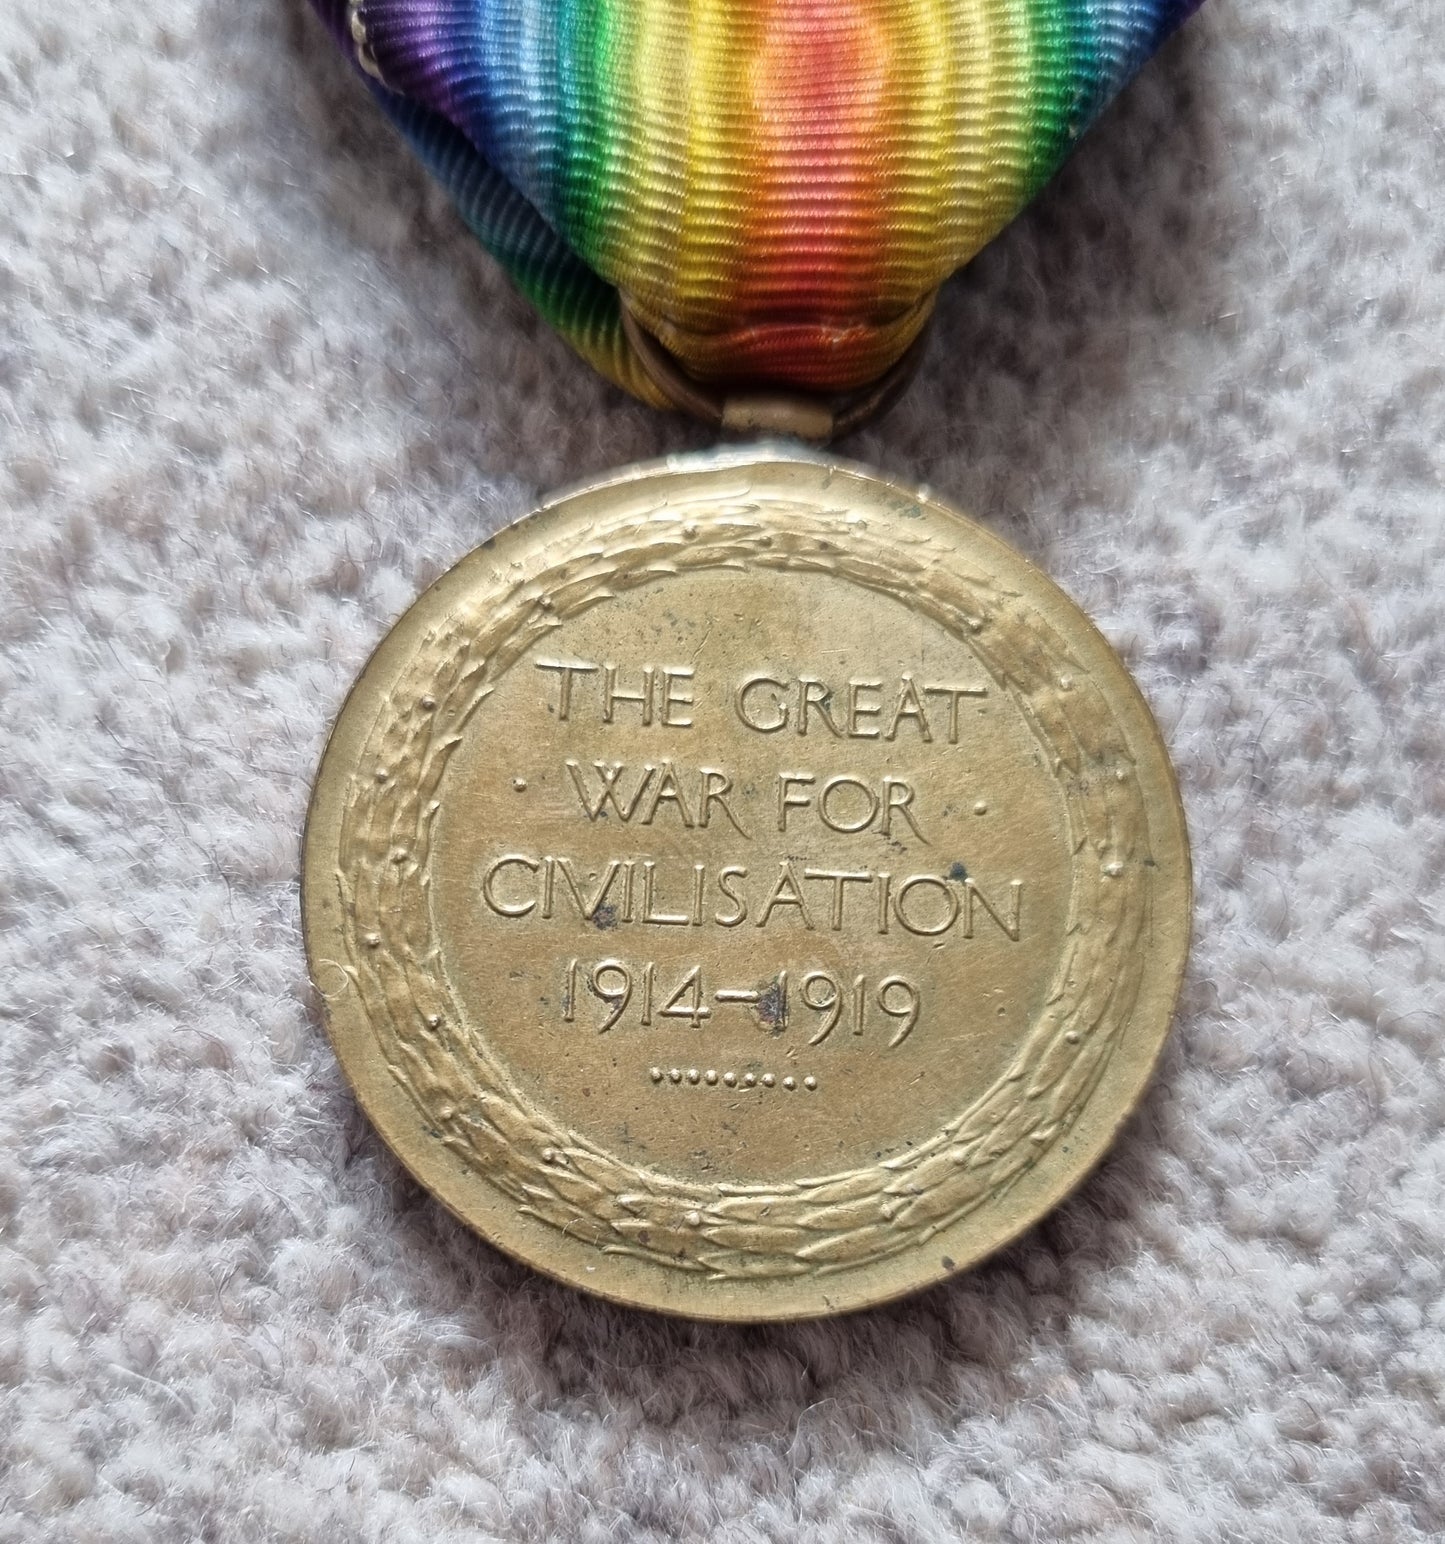 THE GREAT
· WAR FOR ·
CIVILISATION
1914-1919